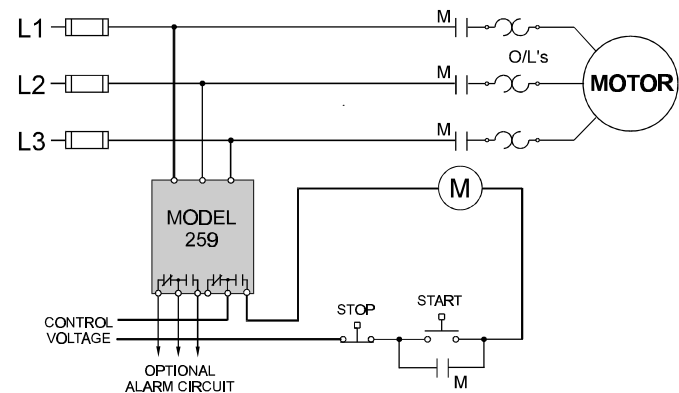 L1
M
O/L's
L2
M
MOTOR
L3
M
M
MODEL
259
STOP
START
CONTROL
VOLTAGE
M
OPTIONAL
ALARM CIRCUIT